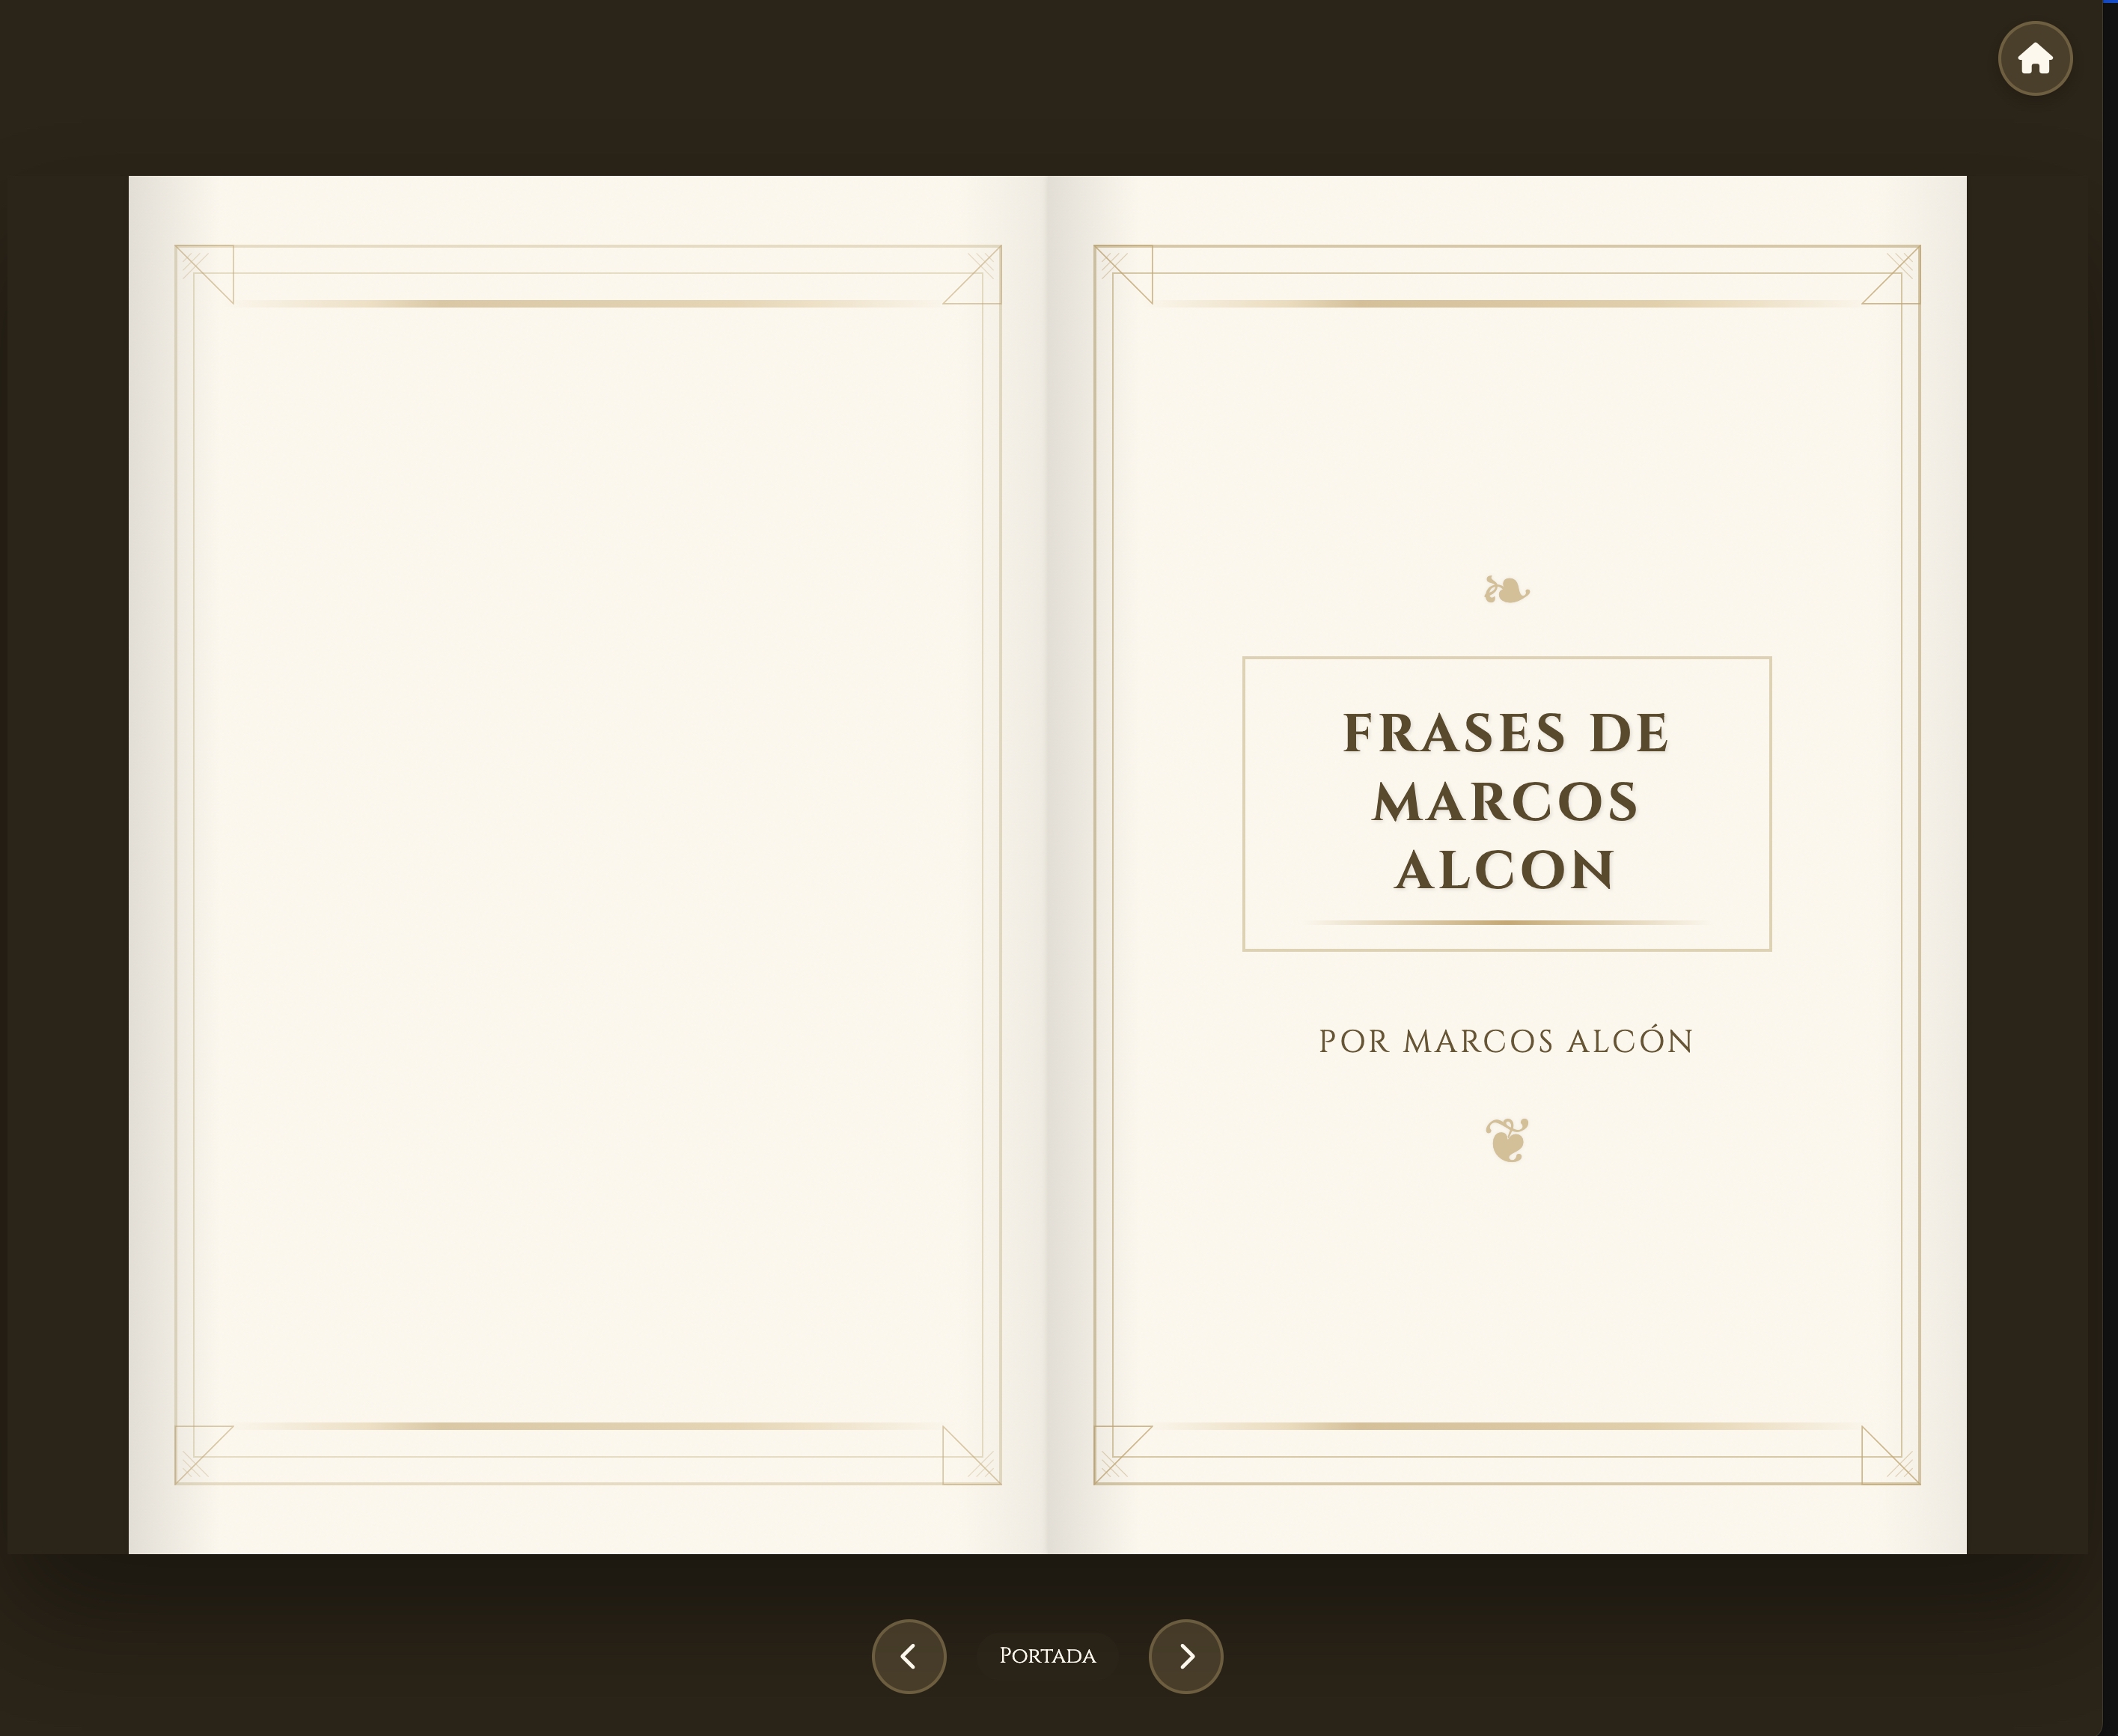 FRASES DE
MARCOS
ALCON
POR MARCOS ALCÓN
PORTADA